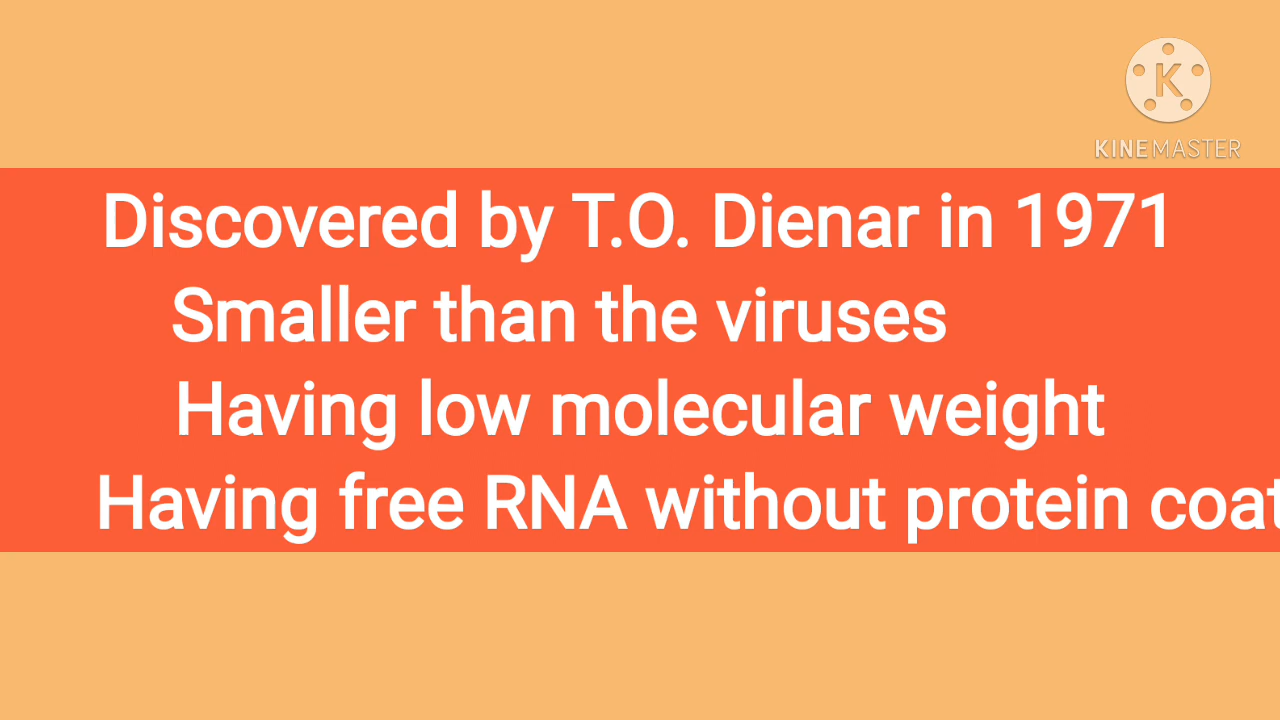 KINEMASTER
Discovered by T.O. Dienar in 1971
Smaller than the viruses
Having low molecular weight
Having free RNA without protein coat